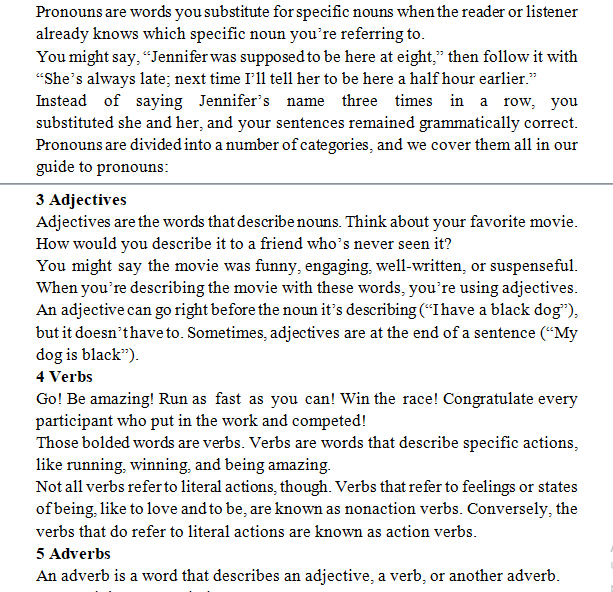 Pronouns are words you substitute for specific nouns when the reader or listener
already knows which specific noun you’re referring to.
You might say, “Jennifer was supposed to be here at eight,” then follow it with
“She’s always late; next time I’ll tell her to be here a half hour earlier.”
Instead of saying Jennifer’s name three times in a row, you
substituted she and her, and your sentences remained grammatically correct.
Pronouns are divided into a number of categories, and we cover them all in our
guide to pronouns:
3 Adjectives
Adjectives are the words that describe nouns. Think about your favorite movie.
How would you describe it to a friend who’s never seen it?
You might say the movie was funny, engaging, well-written, or suspenseful.
When you’re describing the movie with these words, you’re using adjectives.
An adjective can go right before the noun it’s describing (“I have a black dog”),
but it doesn’t have to. Sometimes, adjectives are at the end of a sentence (“My
dog is black”).
4 Verbs
Go! Be amazing! Run as fast as you can! Win the race! Congratulate every
participant who put in the work and competed!
Those bolded words are verbs. Verbs are words that describe specific actions,
like running, winning, and being amazing.
Not all verbs refer to literal actions, though. Verbs that refer to feelings or states
of being, like to love and to be, are known as nonaction verbs. Conversely, the
verbs that do refer to literal actions are known as action verbs.
5 Adverbs
An adverb is a word that describes an adjective, a verb, or another adverb.